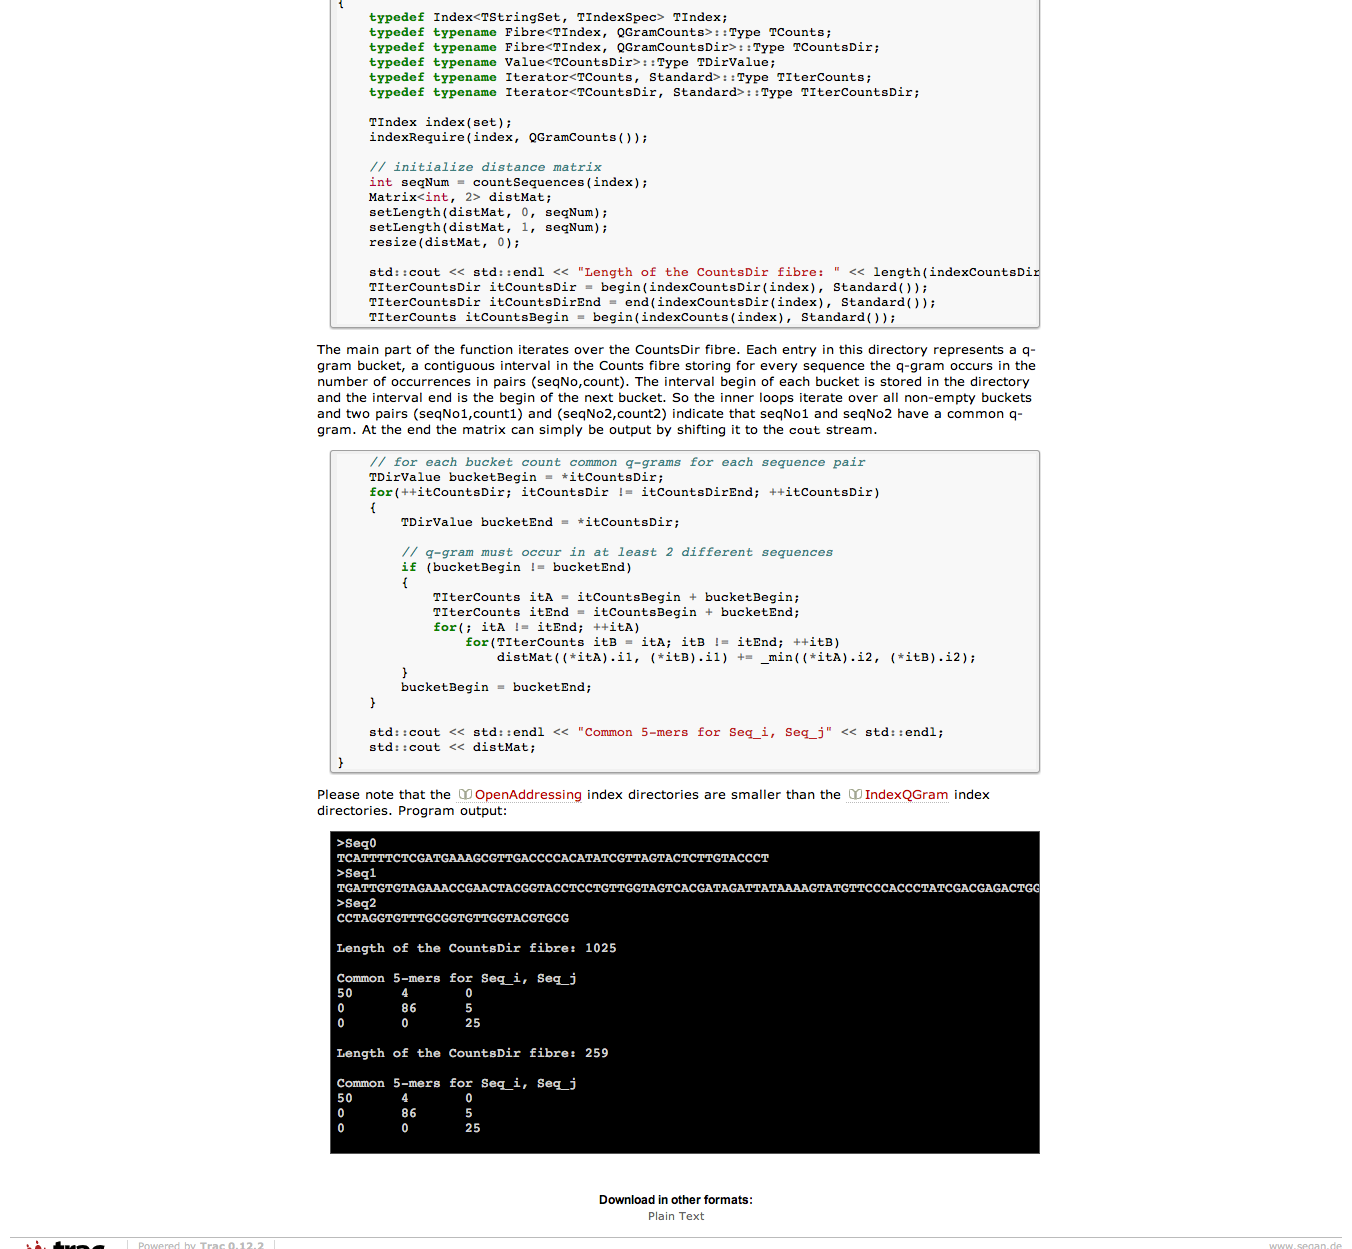 {
    typedef Index<TStringSet, TIndexSpec> TIndex;
    typedef typename Fibre<TIndex, QGramCounts>::Type TCounts;
    typedef typename Fibre<TIndex, QGramCountsDir>::Type TCountsDir;
    typedef typename Value<TCountsDir>::Type TDirValue;
    typedef typename Iterator<TCounts, Standard>::Type TIterCounts;
    typedef typename Iterator<TCountsDir, Standard>::Type TIterCountsDir;

    TIndex index(set);
    indexRequire(index, QGramCounts());

    // initialize distance matrix
    int seqNum = countSequences(index);
    Matrix<int, 2> distMat;
    setLength(distMat, 0, seqNum);
    setLength(distMat, 1, seqNum);
    resize(distMat, 0);

    std::cout << std::endl << "Length of the CountsDir fibre: " << length(indexCountsDir
    TIterCountsDir itCountsDir = begin(indexCountsDir(index), Standard());
    TIterCountsDir itCountsDirEnd = end(indexCountsDir(index), Standard());
    TIterCounts itCountsBegin = begin(indexCounts(index), Standard());
The main part of the function iterates over the CountsDir fibre. Each entry in this directory represents a q-
gram bucket, a contiguous interval in the Counts fibre storing for every sequence the q-gram occurs in the
number of occurrences in pairs (seqNo,count). The interval begin of each bucket is stored in the directory
and the interval end is the begin of the next bucket. So the inner loops iterate over all non-empty buckets
and two pairs (seqNo1,count1) and (seqNo2,count2) indicate that seqNo1 and seqNo2 have a common q-
gram. At the end the matrix can simply be output by shifting it to the cout stream.
    // for each bucket count common q-grams for each sequence pair
    TDirValue bucketBegin = *itCountsDir;
    for(++itCountsDir; itCountsDir != itCountsDirEnd; ++itCountsDir)
    {
        TDirValue bucketEnd = *itCountsDir;

        // q-gram must occur in at least 2 different sequences
        if (bucketBegin != bucketEnd)
        {
            TIterCounts itA = itCountsBegin + bucketBegin;
            TIterCounts itEnd = itCountsBegin + bucketEnd;
            for(; itA != itEnd; ++itA)
                for(TIterCounts itB = itA; itB != itEnd; ++itB)
                    distMat((*itA).i1, (*itB).i1) += _min((*itA).i2, (*itB).i2);
        }
        bucketBegin = bucketEnd;
    }

    std::cout << std::endl << "Common 5-mers for Seq_i, Seq_j" << std::endl;
    std::cout << distMat;
}
Please note that the OpenAddressing index directories are smaller than the IndexQGram index
directories. Program output:
>Seq0
TCATTTTCTCGATGAAAGCGTTGACCCCACATATCGTTAGTACTCTTGTACCCT
>Seq1
TGATTGTGTAGAAACCGAACTACGGTACCTCCTGTTGGTAGTCACGATAGATTATAAAAGTATGTTCCCACCCTATCGACGAGACTGG
>Seq2
CCTAGGTGTTTGCGGTGTTGGTACGTGCG

Length of the CountsDir fibre: 1025

Common 5-mers for Seq_i, Seq_j
50 4 0
0 86 5
0 0 25

Length of the CountsDir fibre: 259

Common 5-mers for Seq_i, Seq_j
50 4 0
0 86 5
0 0 25
Download in other formats:
Plain Text
trac Powered by Trac 0.12.2 www.seqan.de